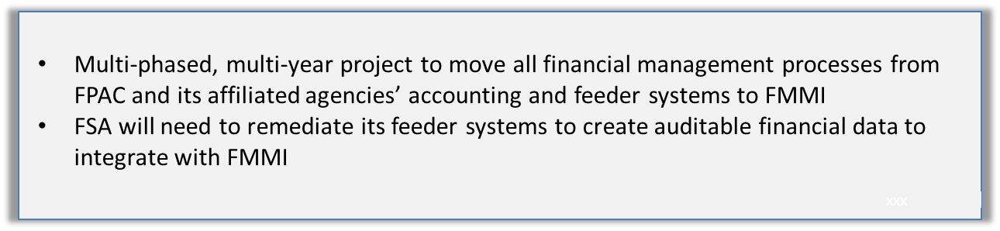 • Multi-phased, multi-year project to move all financial management processes from
FPAC and its affiliated agencies’ accounting and feeder systems to FMMI
• FSA will need to remediate its feeder systems to create auditable financial data to
integrate with FMMI
xxx